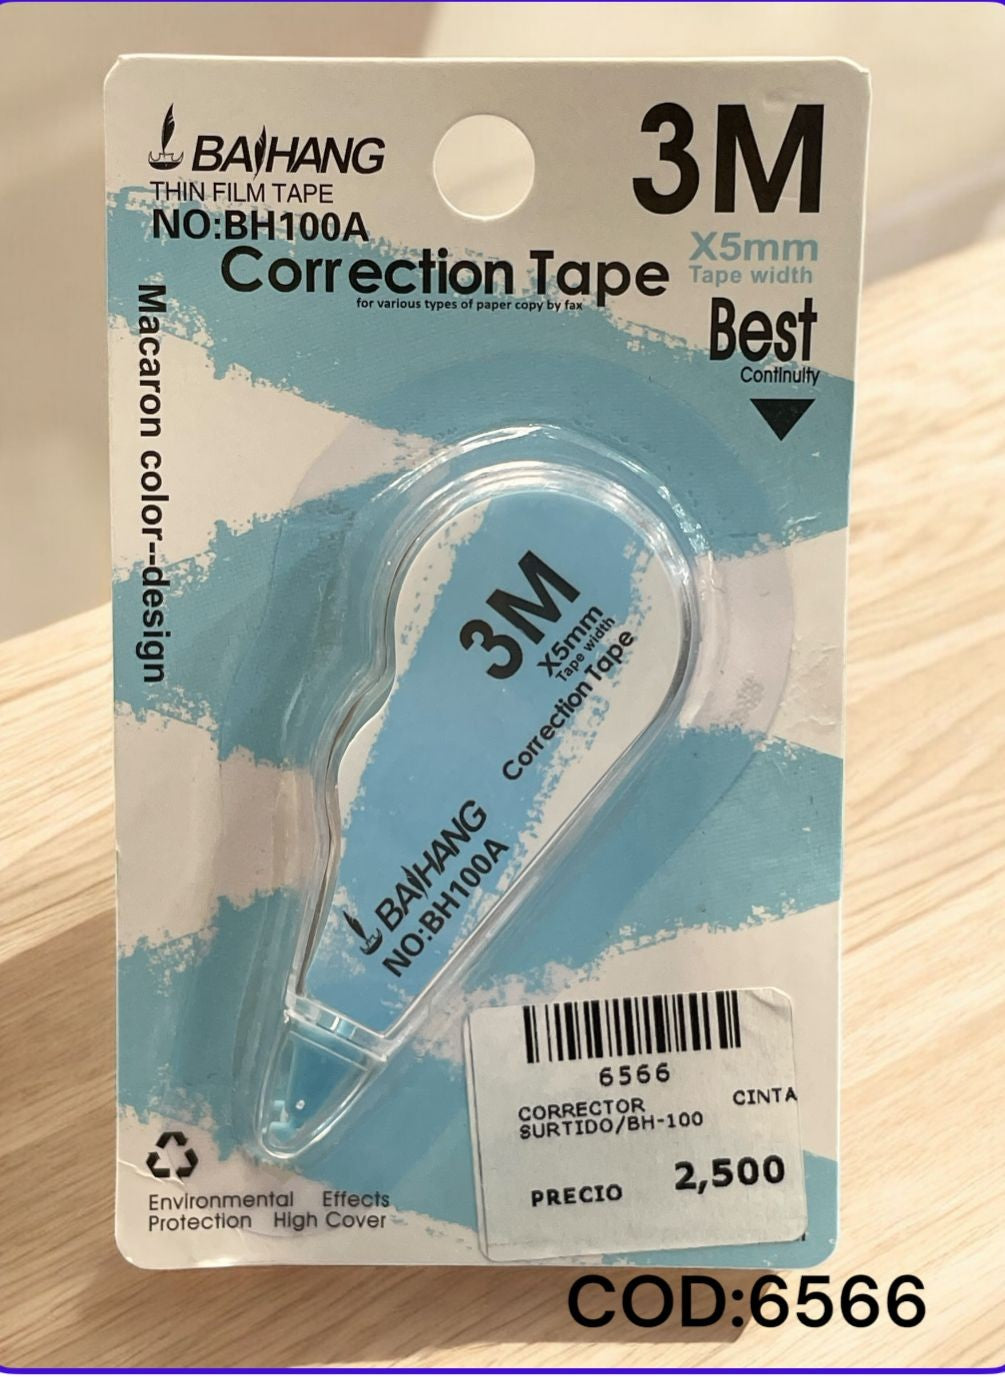 BAIHANG
THIN FILM TAPE
NO:BH100A
3M
X5mm
Tape width
Correction Tape
for various types of paper copy by fax
Best
Continuity
Macaron color--design
3M
X5mm
Tape width
Correction Tape
BAIHANG
NO:BH100A
6566
CORRECTOR CINTA
SURTIDO/BH-100
PRECIO 2,500
Environmental Effects
Protection High Cover
COD:6566